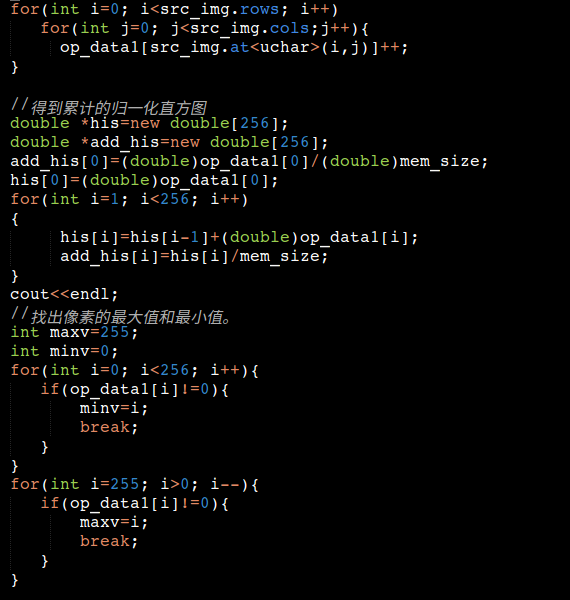 for(int i=0; i<src_img.rows; i++)
   for(int j=0; j<src_img.cols;j++){
     op_data1[src_img.at<uchar>(i,j)]++;
}
//得到累计的归一化直方图
double *his=new double[256];
double *add_his=new double[256];
add_his[0]=(double)op_data1[0]/(double)mem_size;
his[0]=(double)op_data1[0];
for(int i=1; i<256; i++)
{
     his[i]=his[i-1]+(double)op_data1[i];
     add_his[i]=his[i]/mem_size;
}
cout<<endl;
//找出像素的最大值和最小值。
int maxv=255;
int minv=0;
for(int i=0; i<256; i++){
   if(op_data1[i]!=0){
       minv=i;
       break;
   }
}
for(int i=255; i>0; i--){
   if(op_data1[i]!=0){
       maxv=i;
       break;
   }
}